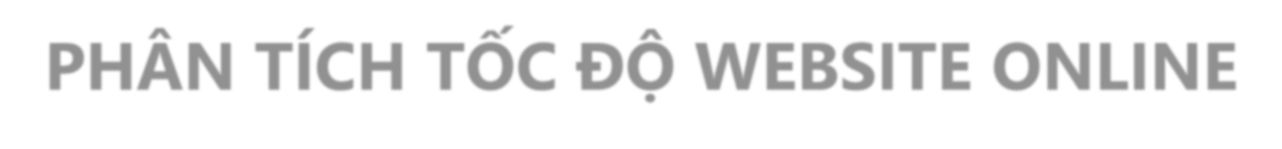 PHÂN TÍCH TỐC ĐỘ WEBSITE ONLINE